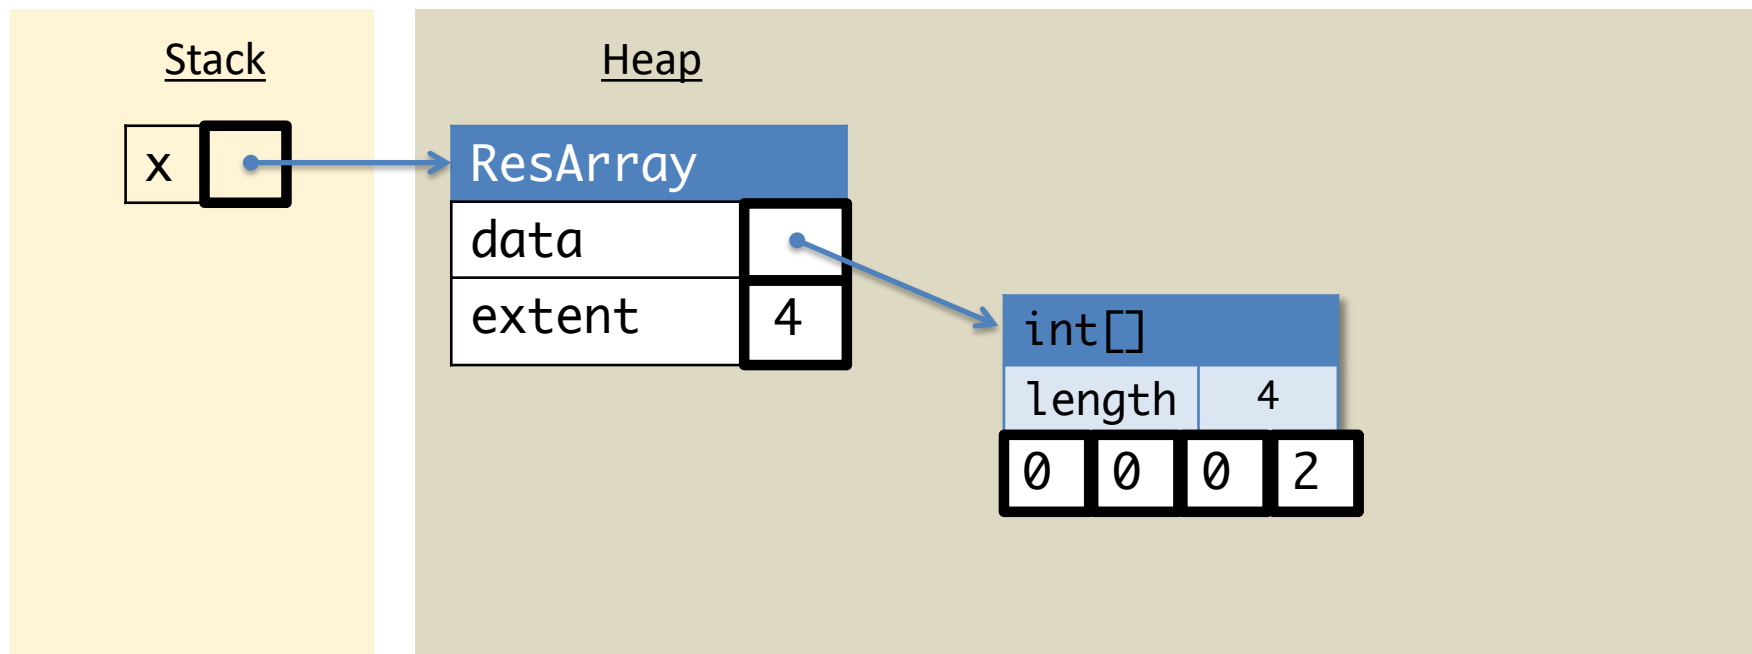 Stack
Heap
x
ResArray
data
extent 4
int[]
length 4
0 0 0 2